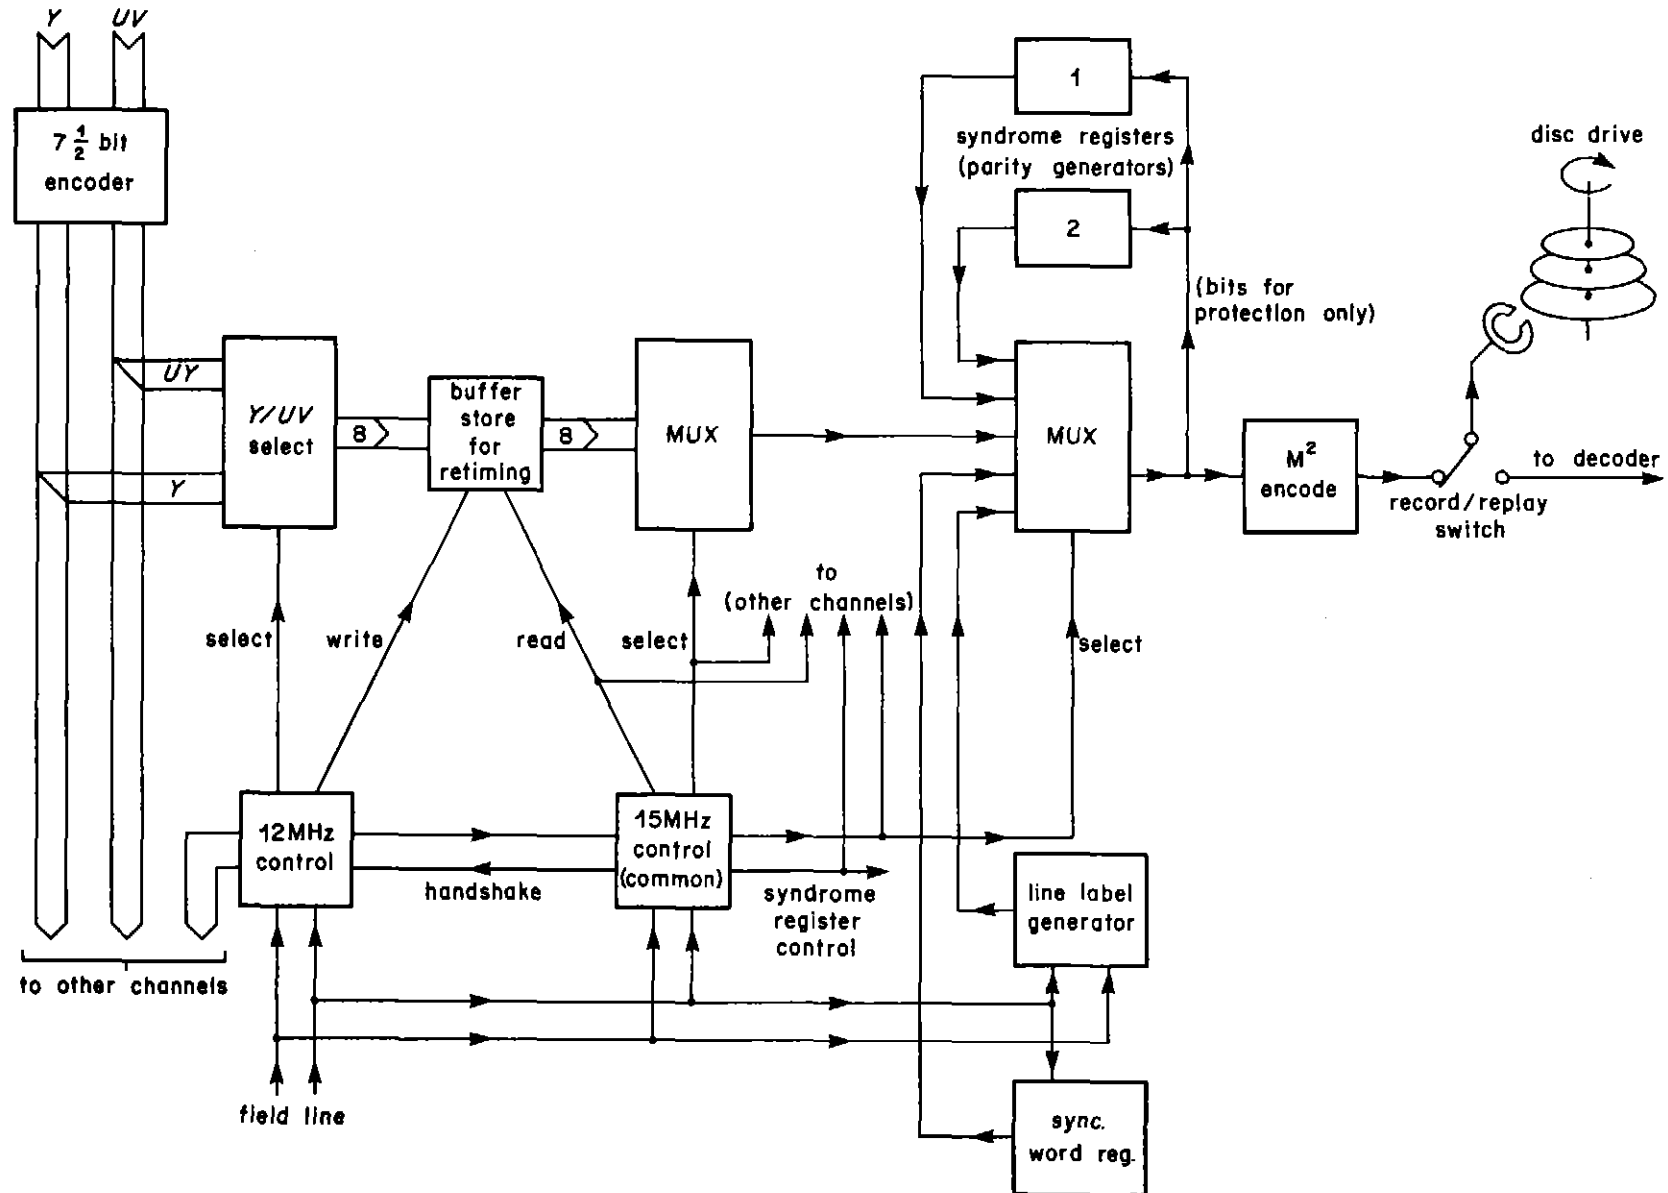 Y
UV
7 1/2 bit
encoder
UY
Y
Y/UV
select
8
buffer
store
for
retiming
8
MUX
1
syndrome registers
(parity generators)
2
(bits for
protection only)
MUX
M²
encode
disc drive
to decoder
record/replay
switch
to
(other channels)
select
write
read
select
select
12MHz
control
handshake
15MHz
control
(common)
syndrome
register
control
line label
generator
to other channels
field line
sync.
word reg.